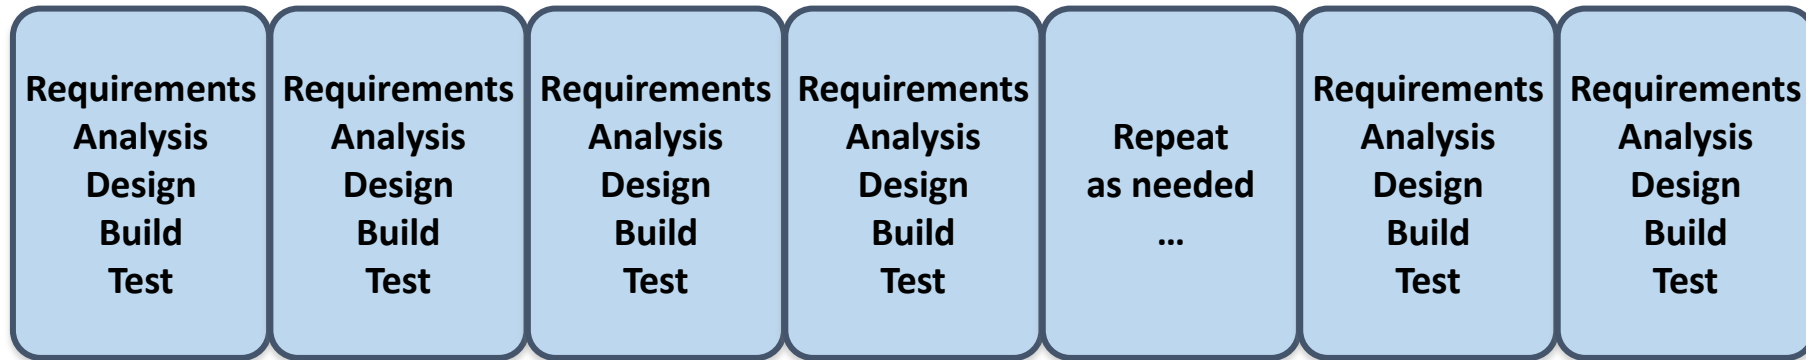 Requirements
Analysis
Design
Build
Test
Requirements
Analysis
Design
Build
Test
Requirements
Analysis
Design
Build
Test
Requirements
Analysis
Design
Build
Test
Repeat
as needed
...
Requirements
Analysis
Design
Build
Test
Requirements
Analysis
Design
Build
Test